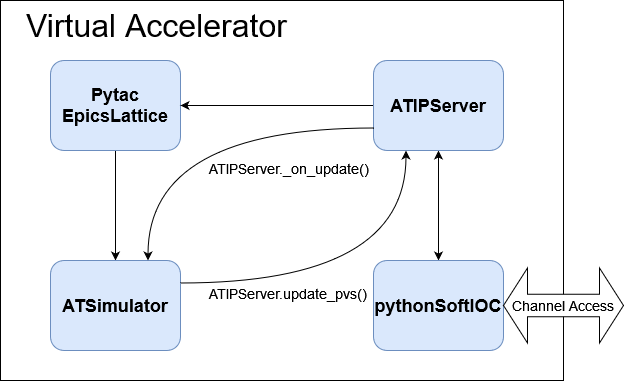 Virtual Accelerator
Pytac
EpicsLattice
ATIPServer
ATIPServer._on_update()
ATSimulator
ATIPServer.update_pvs()
pythonSoftIOC
Channel Access